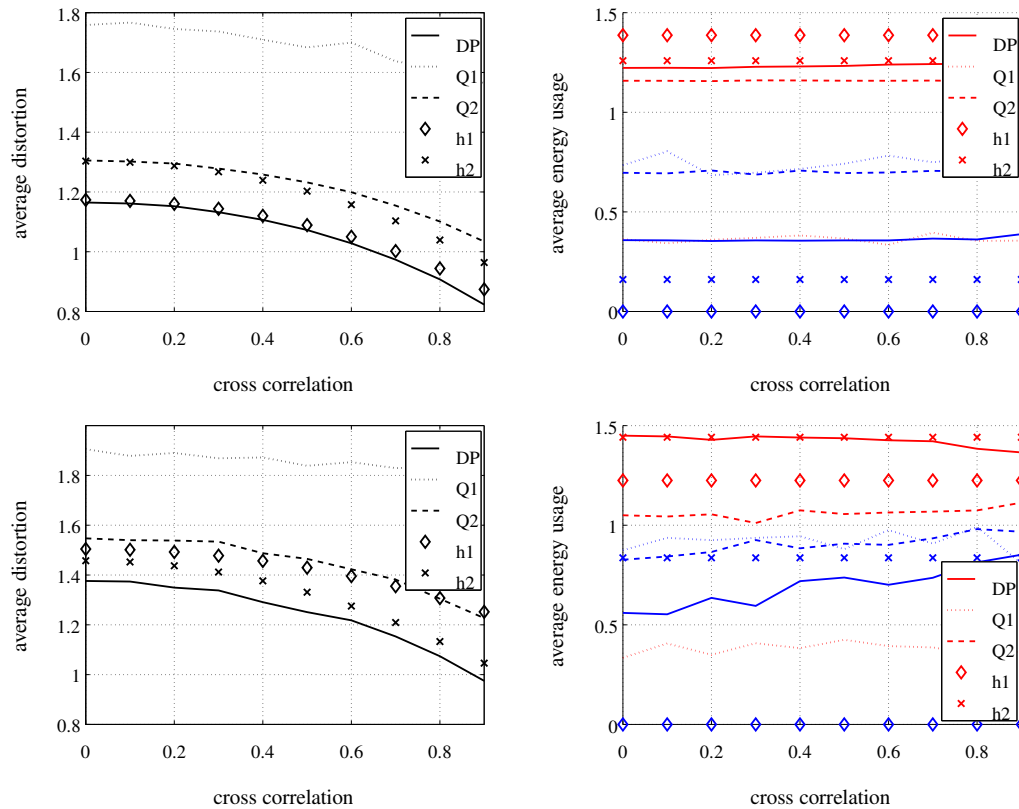 1.8
1.6
1.4
1.2
1
0.8
0
0.2
0.4
0.6
0.8
average distortion
cross correlation
DP
Q1
Q2
h1
h2
1.5
1
0.5
0
0
0.2
0.4
0.6
0.8
average energy usage
cross correlation
DP
Q1
Q2
h1
h2
1.8
1.6
1.4
1.2
1
0.8
0
0.2
0.4
0.6
0.8
average distortion
cross correlation
DP
Q1
Q2
h1
h2
1.5
1
0.5
0
0
0.2
0.4
0.6
0.8
average energy usage
cross correlation
DP
Q1
Q2
h1
h2